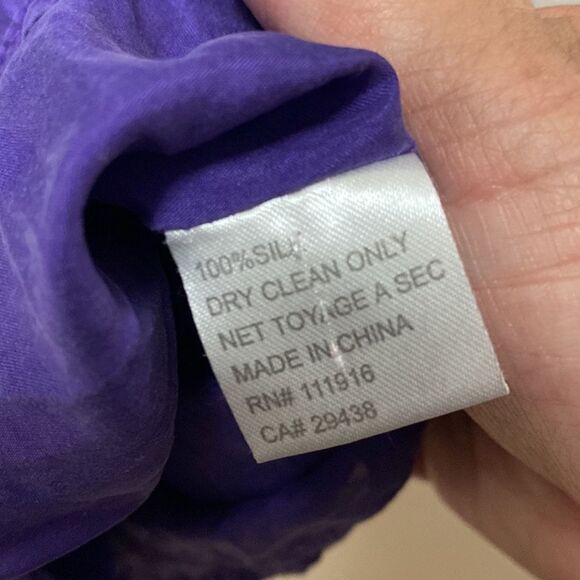 100%SILK
DRY CLEAN ONLY
NET TOYAGE A SEC
MADE IN CHINA
RN# 111916
CA# 29438